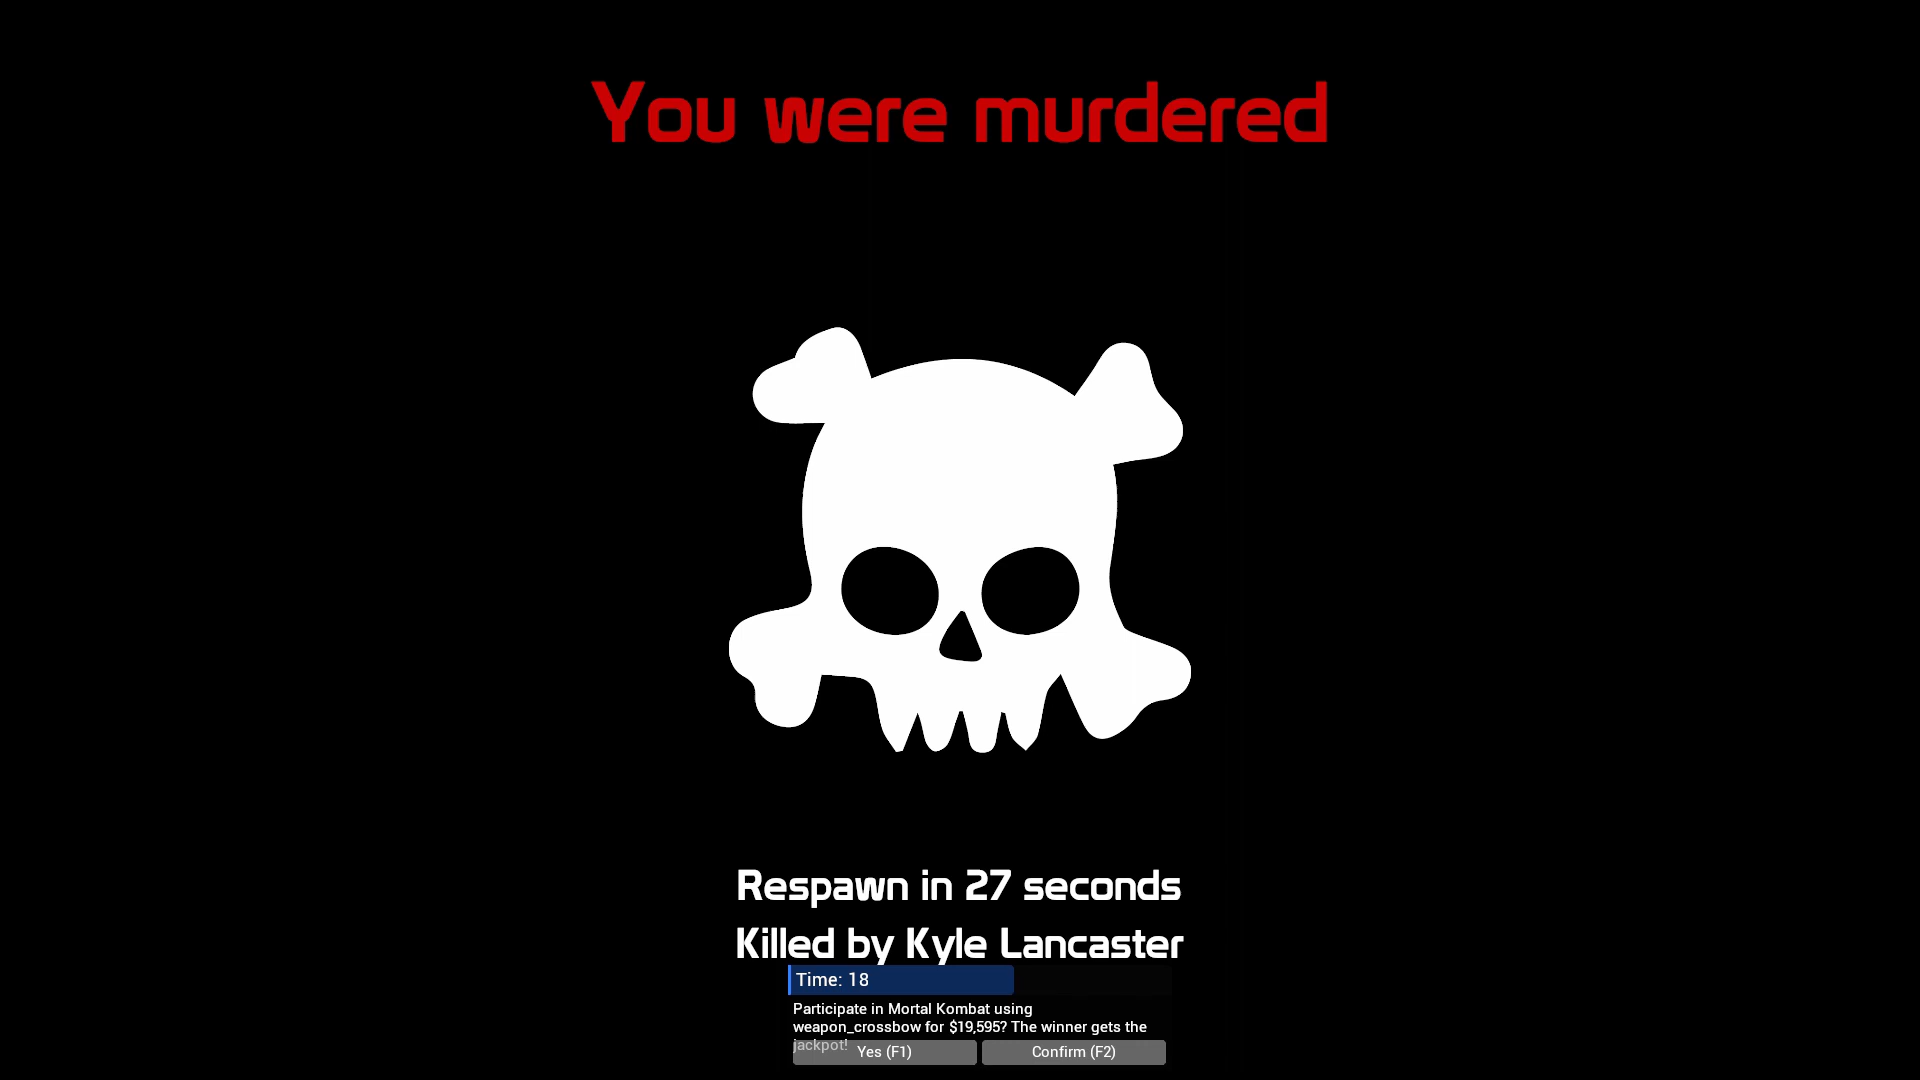 You were murdered
Respawn in 27 seconds
Killed by Kyle Lancaster
Time: 18
Participate in Mortal Kombat using
weapon_crossbow for $19,595? The winner gets the
jackpot!
Yes (F1) Confirm (F2)